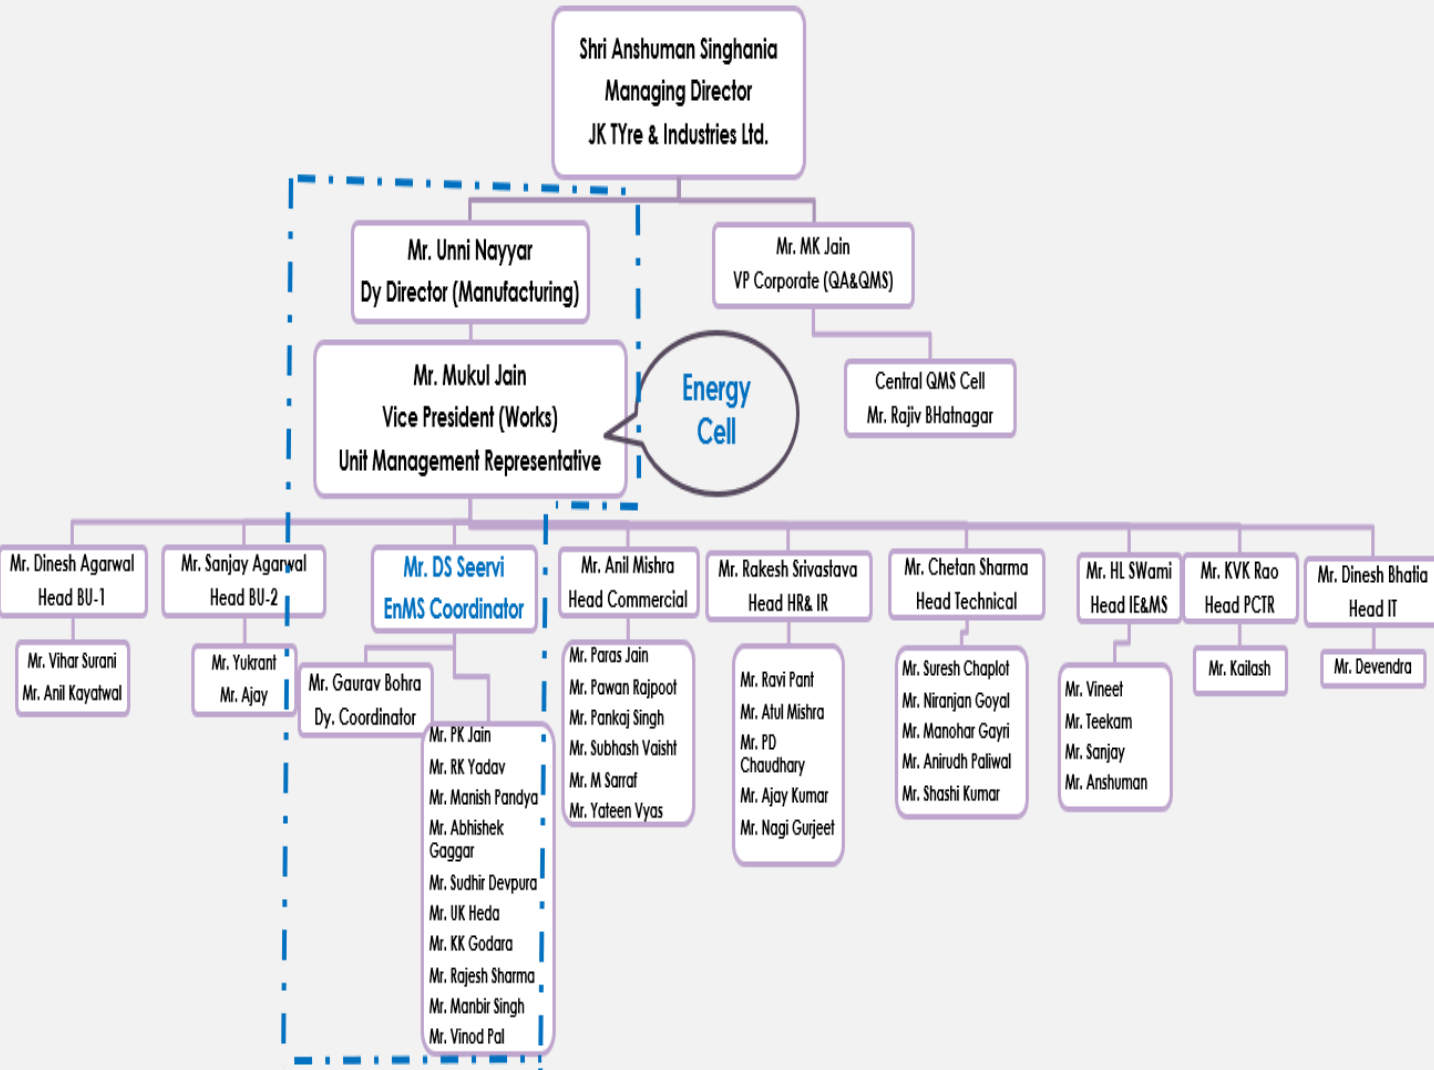 Shri Anshuman Singhania
Managing Director
JK TYre & Industries Ltd.
Mr. Unni Nayyar
Dy Director (Manufacturing)
Mr. MK Jain
VP Corporate (QA&QMS)
Mr. Mukul Jain
Vice President (Works)
Unit Management Representative
Energy
Cell
Central QMS Cell
Mr. Rajiv BHatnagar
Mr. Dinesh Agarwal
Head BU-1
Mr. Sanjay Agarwal
Head BU-2
Mr. DS Seervi
EnMS Coordinator
Mr. Anil Mishra
Head Commercial
Mr. Rakesh Srivastava
Head HR& IR
Mr. Chetan Sharma
Head Technical
Mr. HL SWami
Head IE&MS
Mr. KVK Rao
Head PCTR
Mr. Dinesh Bhatia
Head IT
Mr. Vihar Surani
Mr. Anil Kayatwal
Mr. Yukrant
Mr. Ajay
Mr. Gaurav Bohra
Dy. Coordinator
Mr. PK Jain
Mr. RK Yadav
Mr. Manish Pandya
Mr. Abhishek
Gaggar
Mr. Sudhir Devpura
Mr. UK Heda
Mr. KK Godara
Mr. Rajesh Sharma
Mr. Manbir Singh
Mr. Vinod Pal
Mr. Paras Jain
Mr. Pawan Rajpoot
Mr. Pankaj Singh
Mr. Subhash Vaisht
Mr. M Sarraf
Mr. Yateen Vyas
Mr. Ravi Pant
Mr. Atul Mishra
Mr. PD
Chaudhary
Mr. Ajay Kumar
Mr. Nagi Gurjeet
Mr. Suresh Chaplot
Mr. Niranjan Goyal
Mr. Manohar Gayri
Mr. Anirudh Paliwal
Mr. Shashi Kumar
Mr. Vineet
Mr. Teekam
Mr. Sanjay
Mr. Anshuman
Mr. Kailash
Mr. Devendra